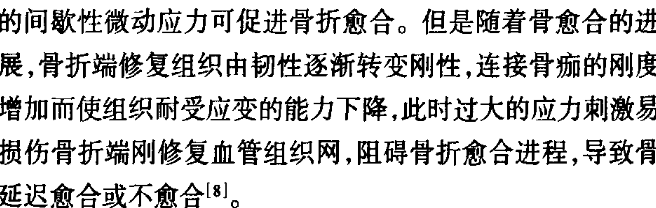 的间歇性微动应力可促进骨折愈合。但是随着骨愈合的进
展,骨折端修复组织由韧性逐渐转变刚性,连接骨痂的刚度
增加而使组织耐受应变的能力下降,此时过大的应力刺激易
损伤骨折端刚修复血管组织网,阻碍骨折愈合进程,导致骨
延迟愈合或不愈合[8]。